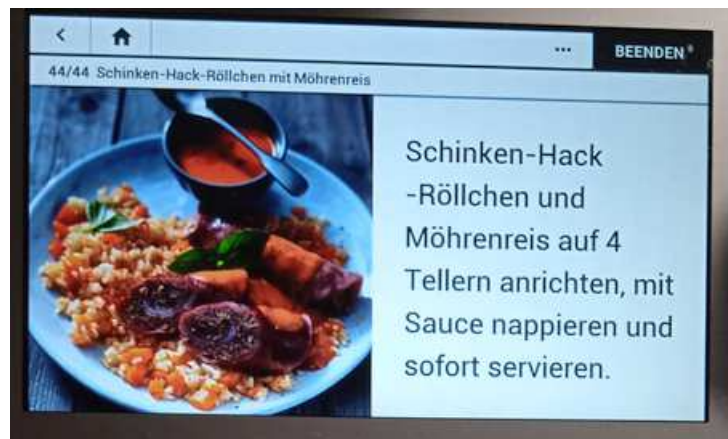 BEENDEN
44/44 Schinken-Hack-Röllchen mit Möhrenreis
Schinken-Hack
-Röllchen und
Möhrenreis auf 4
Tellern anrichten, mit
Sauce nappieren und
sofort servieren.